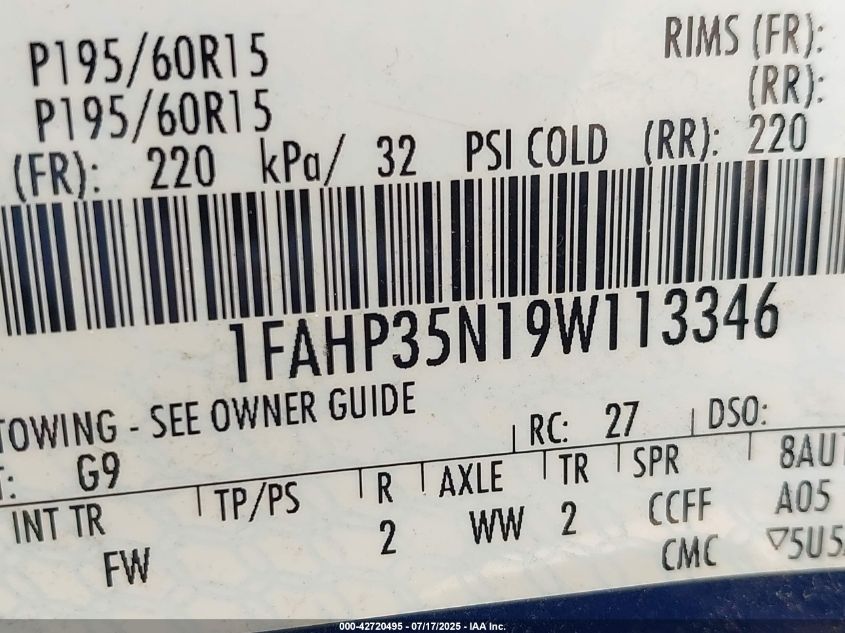 P195/60R15 RIMS (FR):
P195/60R15 (RR):
(FR): 220 kPa/ 32 PSI COLD (RR): 220
1FAHP35N19W113346
TOWING - SEE OWNER GUIDE
RC: 27 DSO:
T: G9
INT TR TP/PS R AXLE TR SPR 8AU
FW 2 WW 2 CCFF A05
CMC ▽5U5
000-42720495 - 07/17/2025 - IAA Inc.